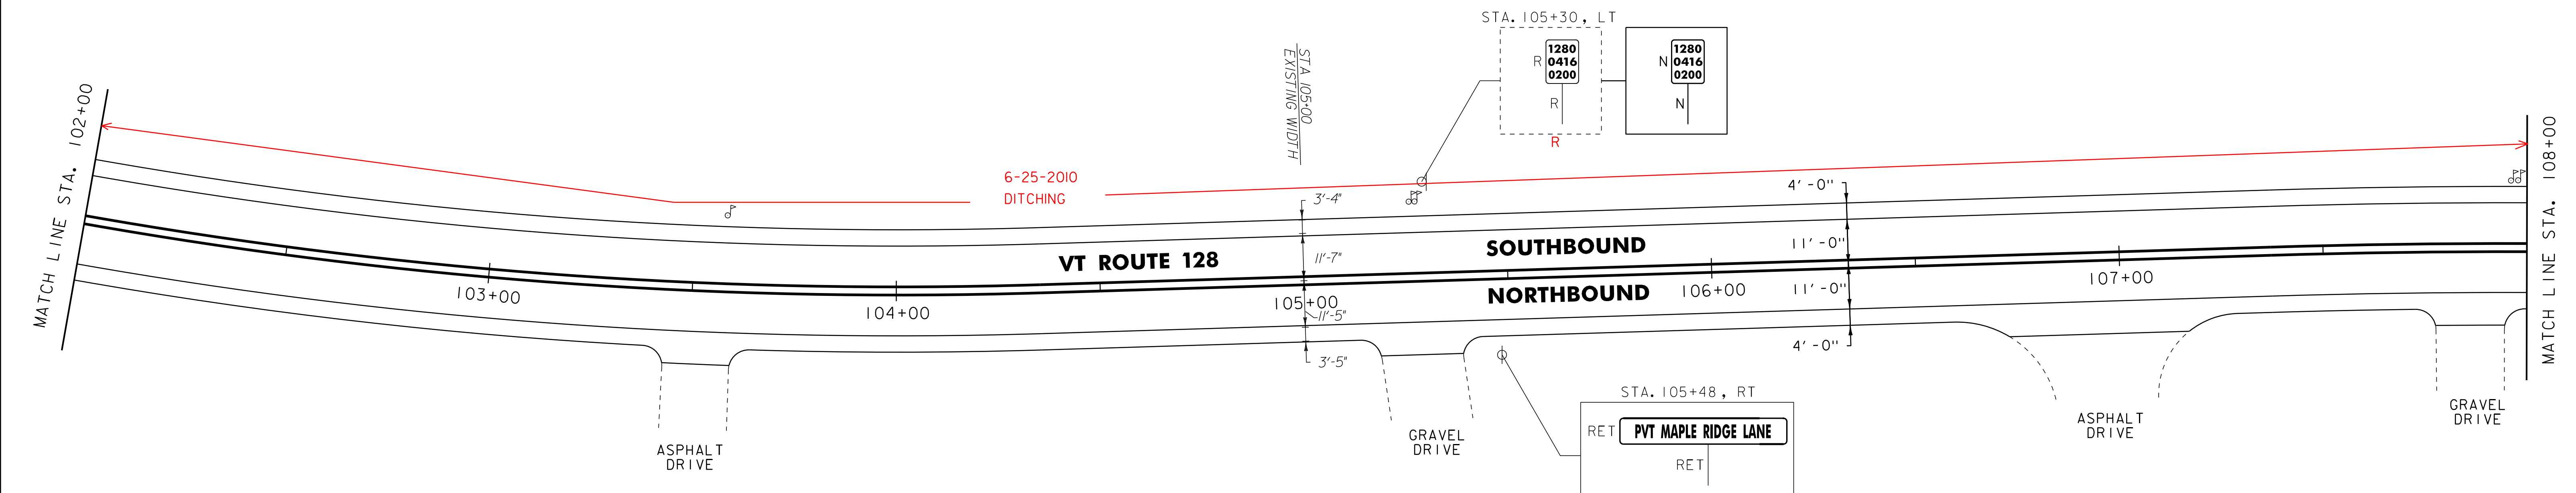 STA. 105+30, LT
R 1280 0416 0200
R
R
N 1280 0416 0200
N
MATCH LINE STA. 102+00
STA 105+00
EXISTING WIDTH
6-25-2010
DITCHING
3'-4"
4'-0"
11'-7"
11'-0"
VT ROUTE 128
SOUTHBOUND
NORTHBOUND
103+00
104+00
105+00
106+00
107+00
11'-0"
11'-5"
3'-5"
4'-0"
MATCH LINE STA. 108+00
STA. 105+48, RT
RET PVT MAPLE RIDGE LANE
RET
ASPHALT
DRIVE
GRAVEL
DRIVE
ASPHALT
DRIVE
GRAVEL
DRIVE